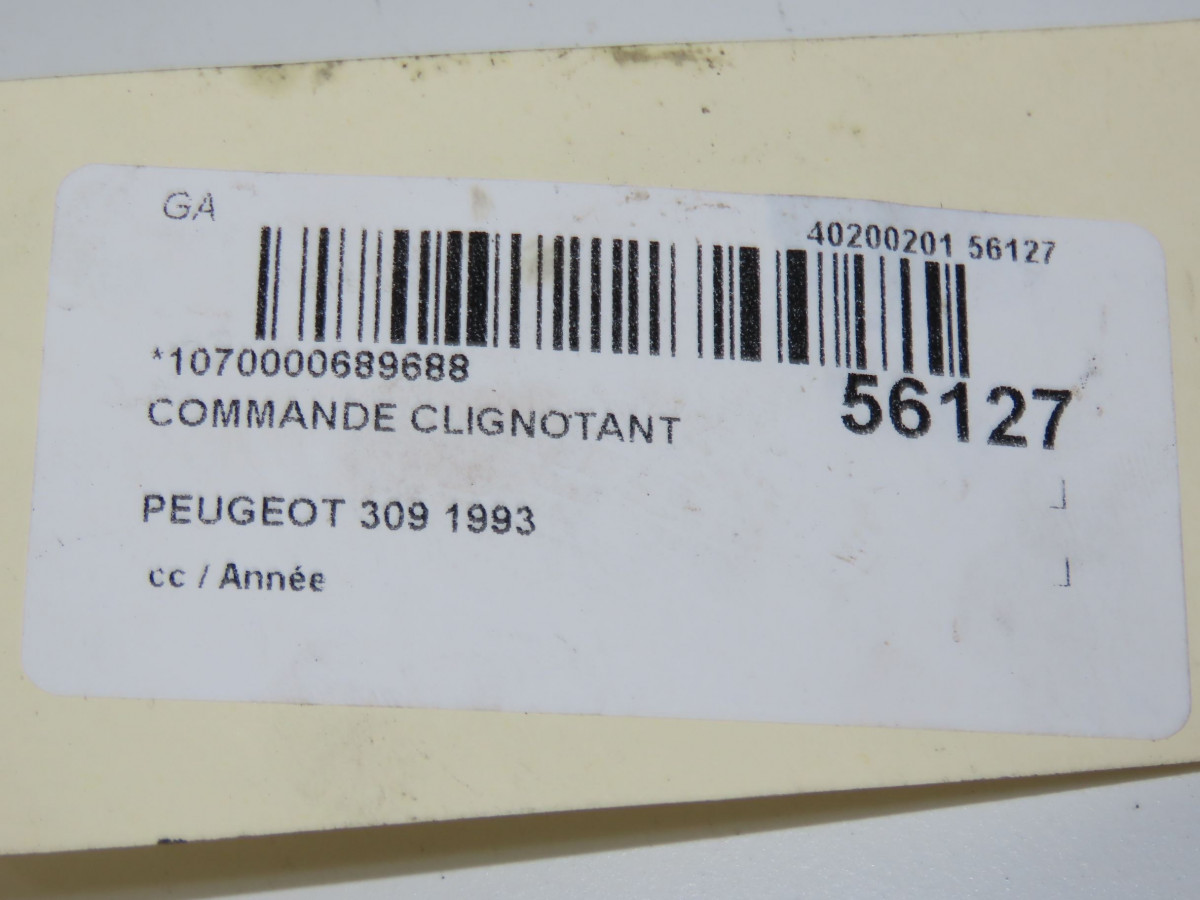 GA
40200201 56127
*1070000689688
56127
COMMANDE CLIGNOTANT
PEUGEOT 309 1993
cc / Année